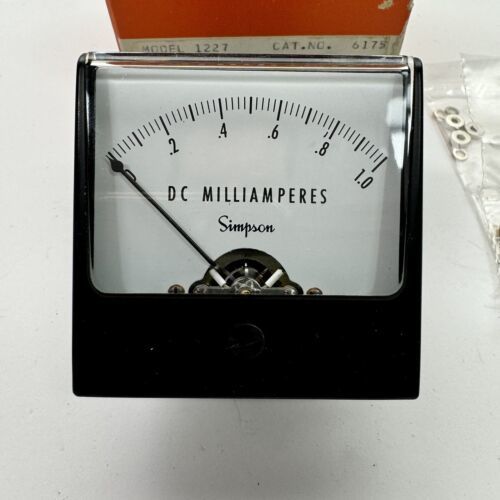 MODEL 1227 CAT.NO. 6175
0 .2 .4 .6 .8 1.0
DC MILLIAMPERES
Simpson